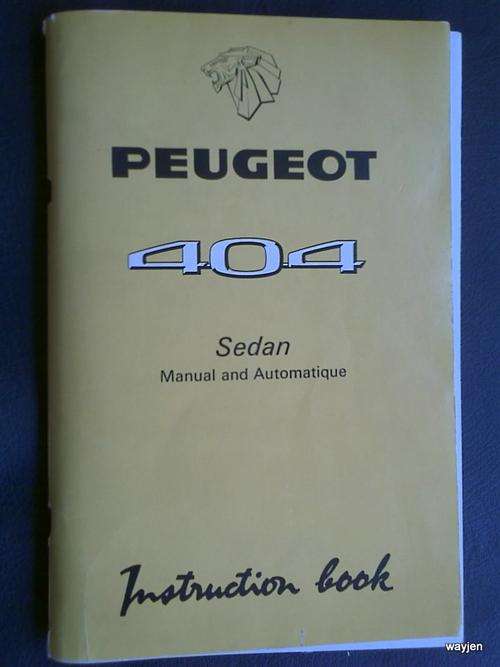 PEUGEOT
404
Sedan
Manual and Automatique
Instruction book
wayjen